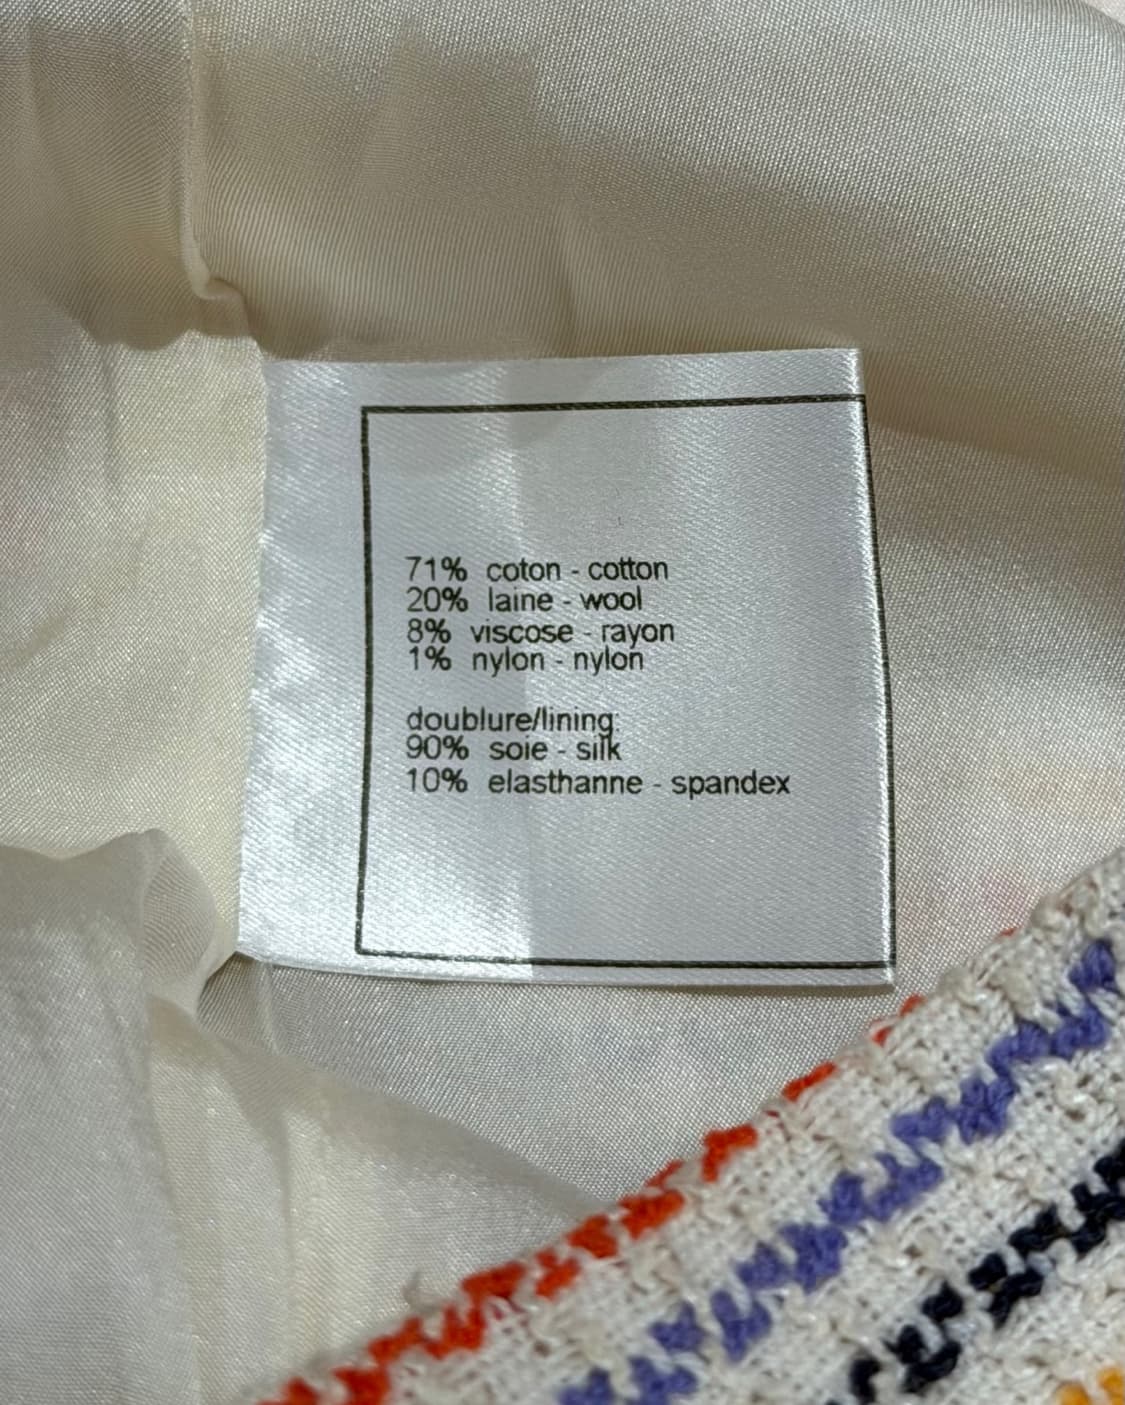 71% coton - cotton
20% laine - wool
8% viscose - rayon
1% nylon - nylon
doublure/lining:
90% soie - silk
10% elasthanne - spandex